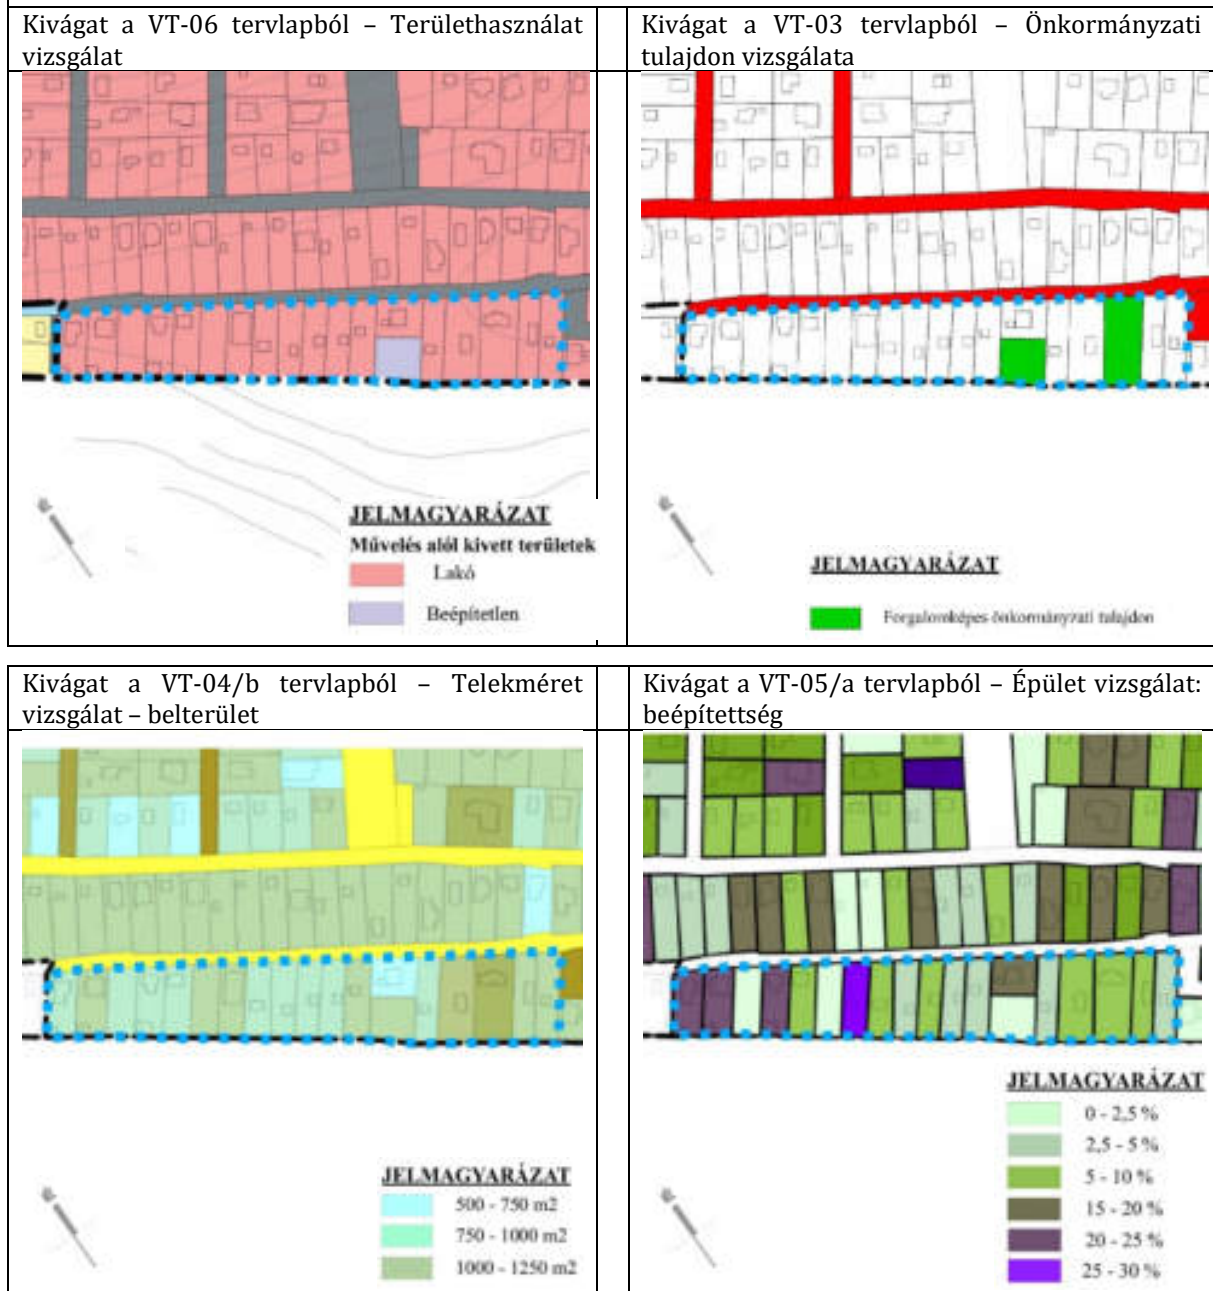 Kivágat a VT-06 tervlapból – Területhasználat
vizsgálat
Kivágat a VT-03 tervlapból – Önkormányzati
tulajdon vizsgálata
JELMAGYARÁZAT
Művelés alól kivett területek
Lakó
Beépítetlen
JELMAGYARÁZAT
Forgalomképes önkormányzati tulajdon
Kivágat a VT-04/b tervlapból – Telekméret
vizsgálat – belterület
Kivágat a VT-05/a tervlapból – Épület vizsgálat:
beépítettség
JELMAGYARÁZAT
500 - 750 m2
750 - 1000 m2
1000 - 1250 m2
JELMAGYARÁZAT
0 - 2,5 %
2,5 - 5 %
5 - 10 %
15 - 20 %
20 - 25 %
25 - 30 %